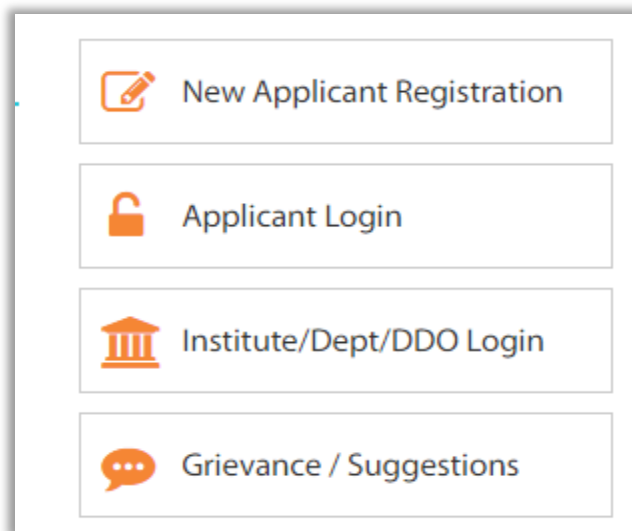 New Applicant Registration
Applicant Login
Institute/Dept/DDO Login
Grievance / Suggestions